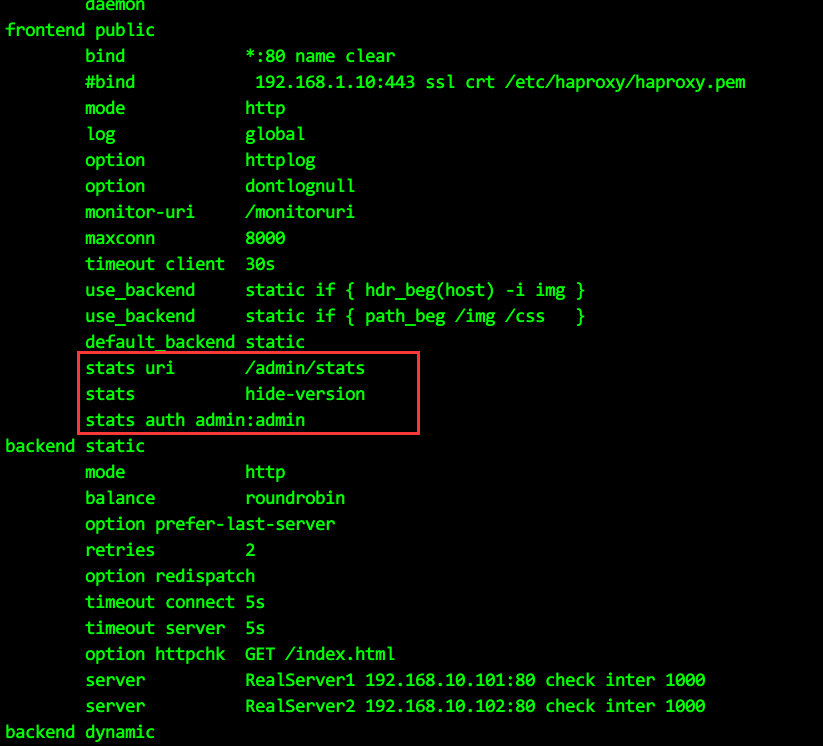 daemon
frontend public
bind *:80 name clear
#bind 192.168.1.10:443 ssl crt /etc/haproxy/haproxy.pem
mode http
log global
option httplog
option dontlognull
monitor-uri /monitoruri
maxconn 8000
timeout client 30s
use_backend static if { hdr_beg(host) -i img }
use_backend static if { path_beg /img /css }
default_backend static
stats uri /admin/stats
stats hide-version
stats auth admin:admin
backend static
mode http
balance roundrobin
option prefer-last-server
retries 2
option redispatch
timeout connect 5s
timeout server 5s
option httpchk GET /index.html
server RealServer1 192.168.10.101:80 check inter 1000
server RealServer2 192.168.10.102:80 check inter 1000
backend dynamic